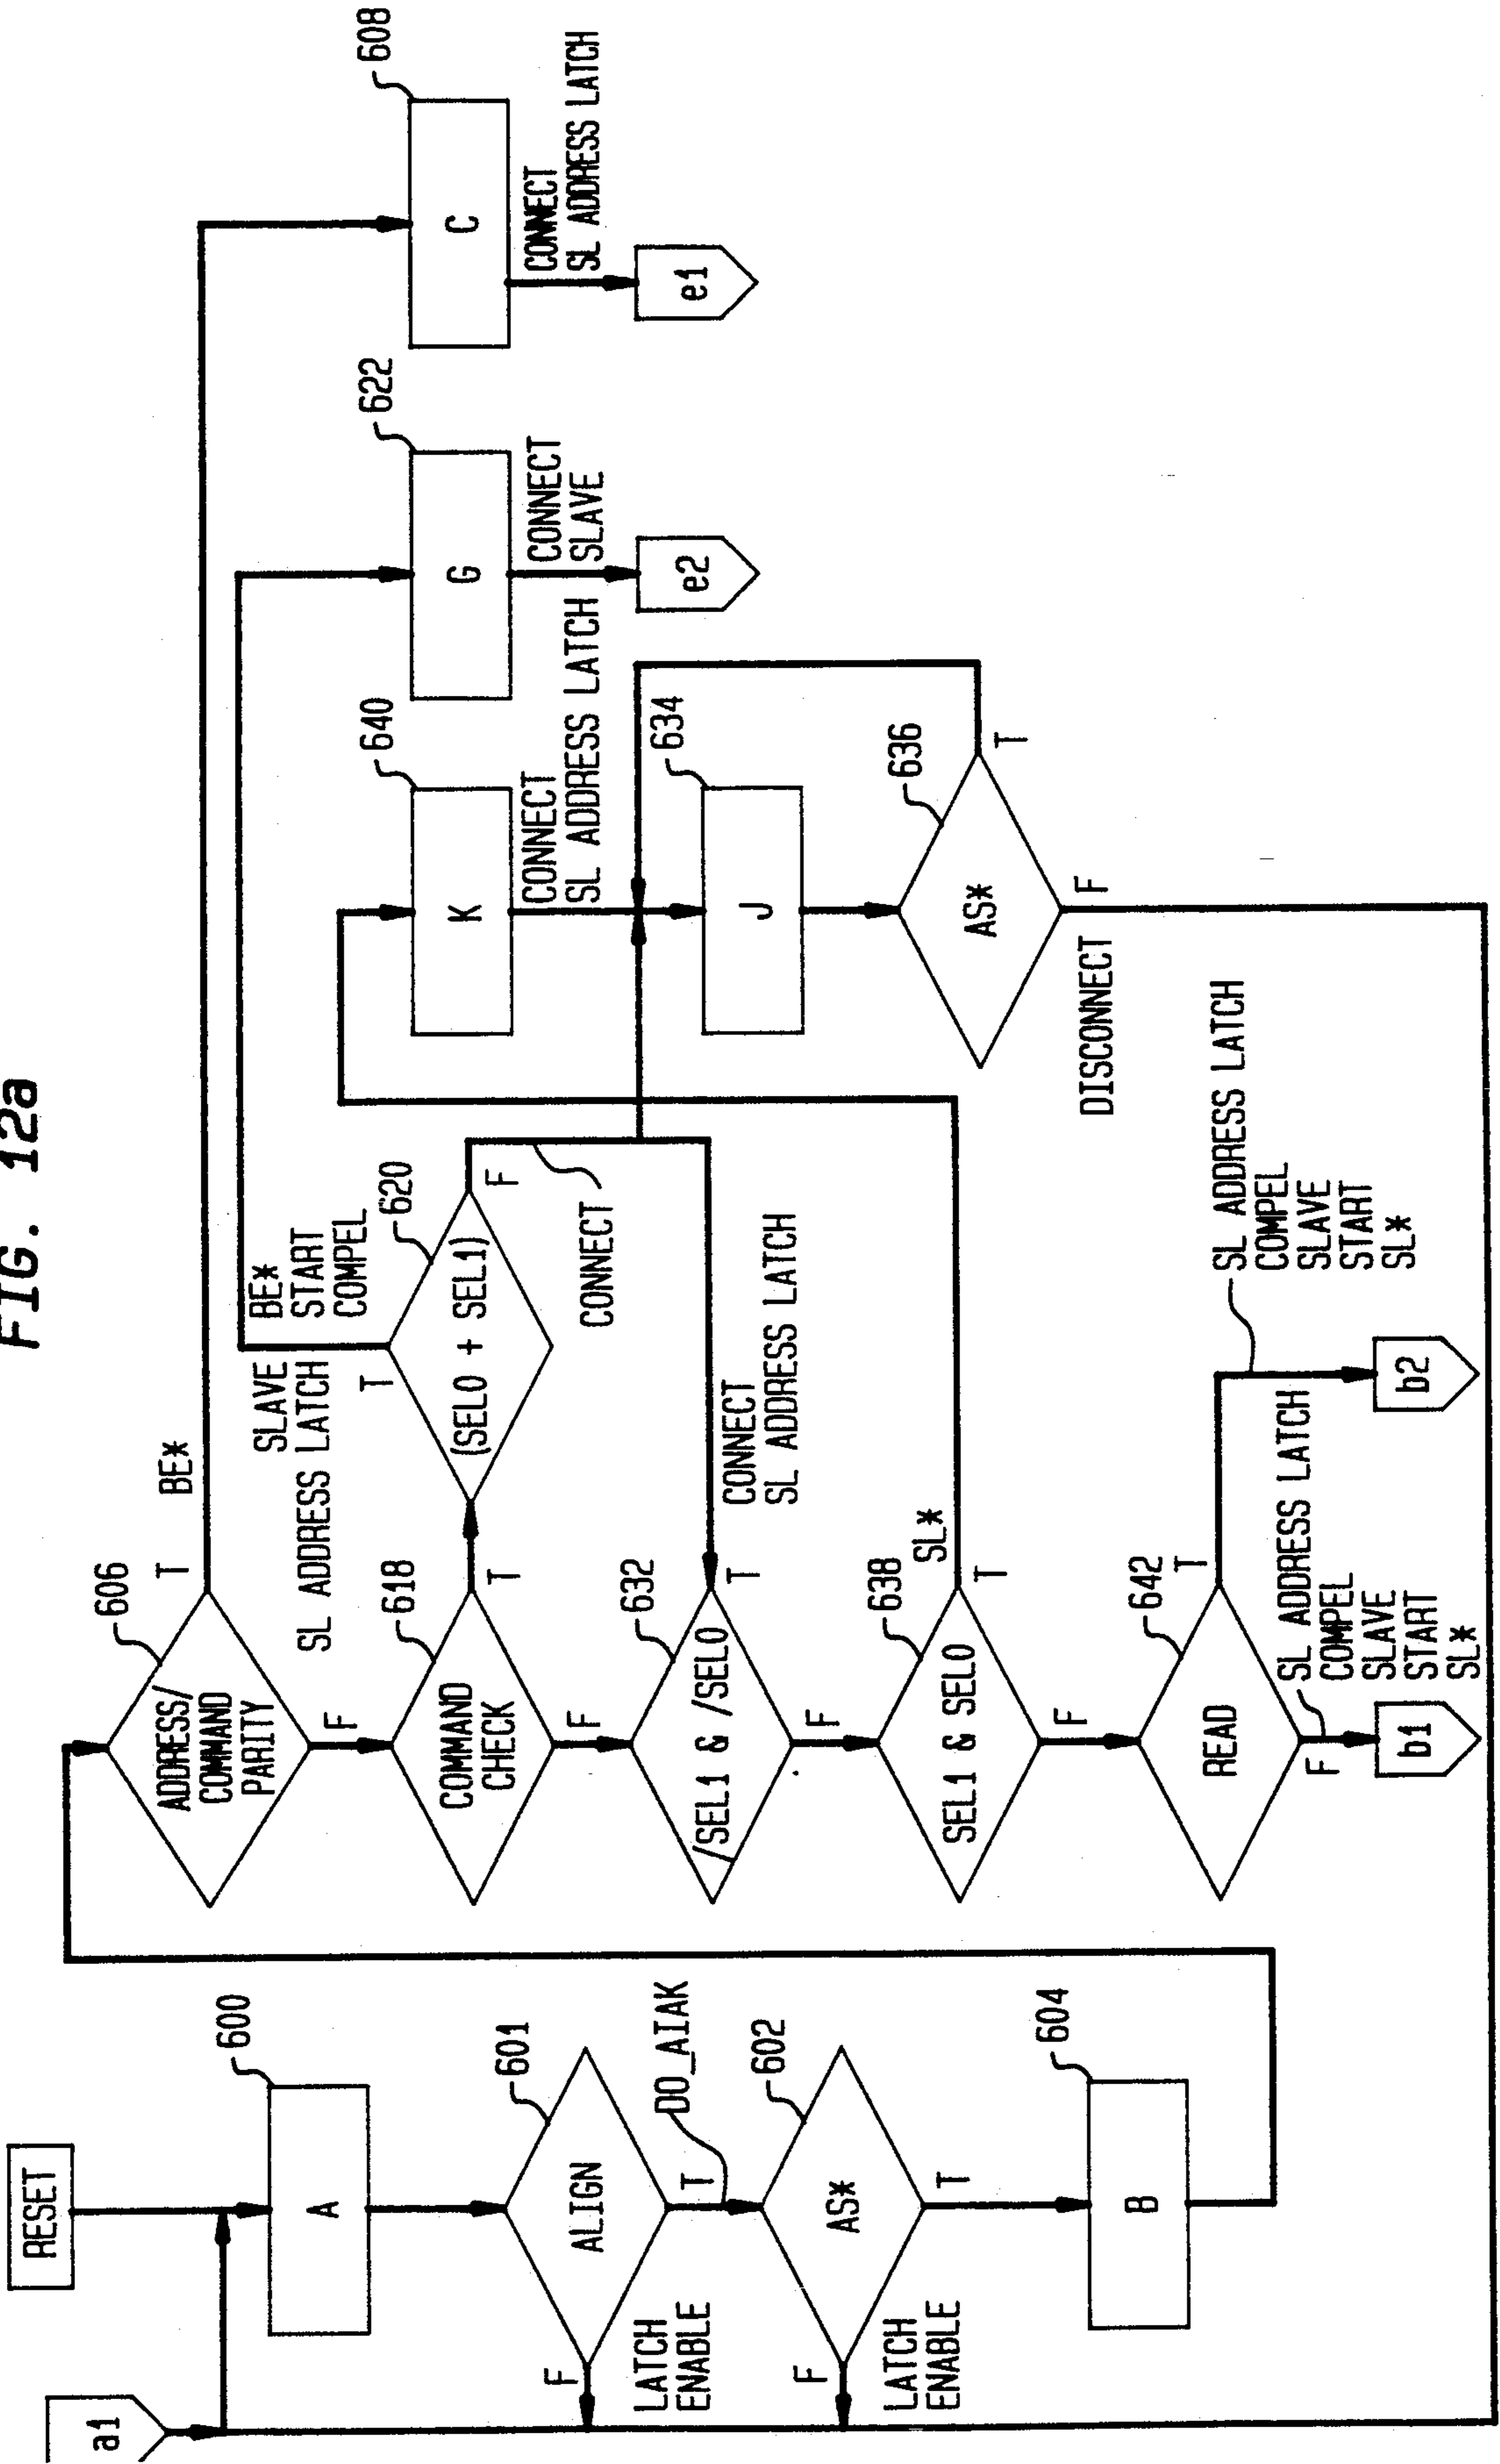 FIG. 12a
a1
RESET
A
600
ALIGN
601
F
LATCH
ENABLE
T
DO_AIAK
AS*
602
F
LATCH
ENABLE
T
B
604
ADDRESS/
COMMAND
PARITY
606
T
BE*
F
COMMAND
CHECK
618
T
F
(SEL0 + SEL1)
620
T
SLAVE
SL ADDRESS LATCH
SL ADDRESS LATCH
BE*
START
COMPEL
F
CONNECT
/SEL1 & /SEL0
632
T
CONNECT
SL ADDRESS LATCH
F
SEL1 & SEL0
638
T
SL*
F
READ
642
T
SL ADDRESS LATCH
COMPEL
SLAVE
START
SL*
b2
F
SL ADDRESS LATCH
COMPEL
SLAVE
START
SL*
b1
K
640
CONNECT
SL ADDRESS LATCH
J
634
AS*
636
T
F
DISCONNECT
G
622
CONNECT
SLAVE
e2
C
608
CONNECT
SL ADDRESS LATCH
e1